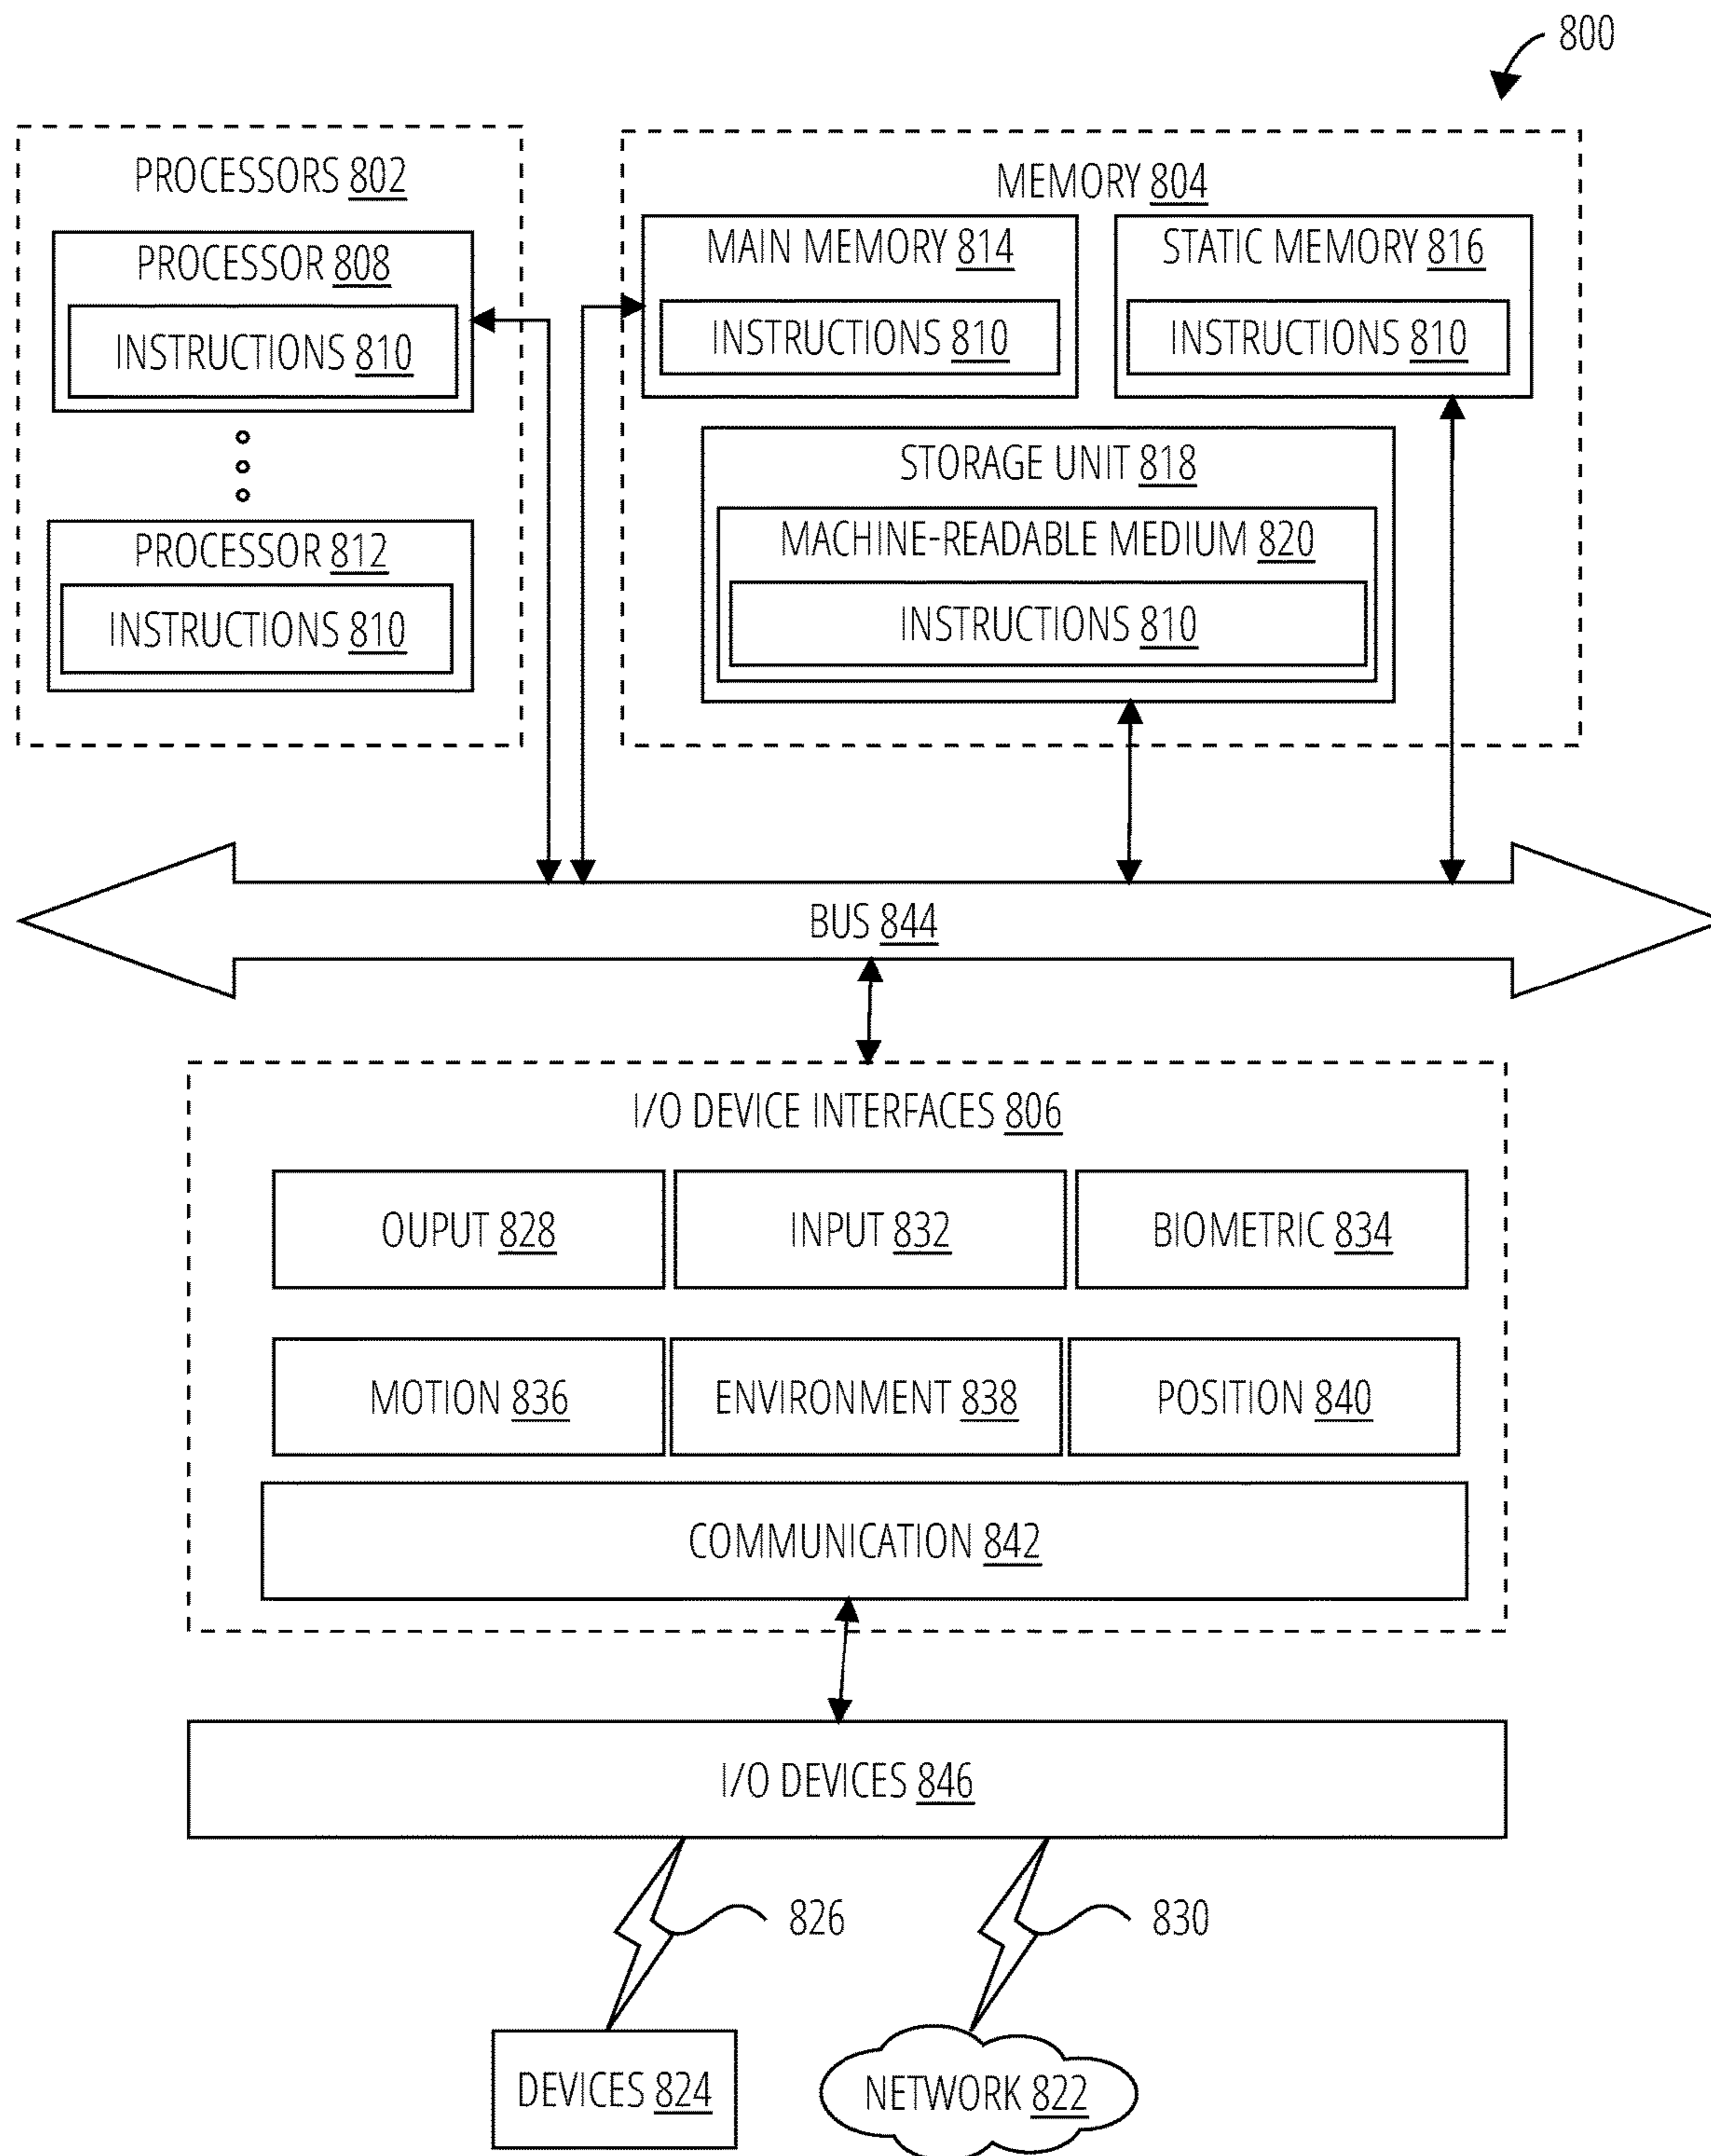 800
PROCESSORS 802
PROCESSOR 808
INSTRUCTIONS 810
PROCESSOR 812
INSTRUCTIONS 810
MEMORY 804
MAIN MEMORY 814
INSTRUCTIONS 810
STATIC MEMORY 816
INSTRUCTIONS 810
STORAGE UNIT 818
MACHINE-READABLE MEDIUM 820
INSTRUCTIONS 810
BUS 844
I/O DEVICE INTERFACES 806
OUPUT 828
INPUT 832
BIOMETRIC 834
MOTION 836
ENVIRONMENT 838
POSITION 840
COMMUNICATION 842
I/O DEVICES 846
826
830
DEVICES 824
NETWORK 822